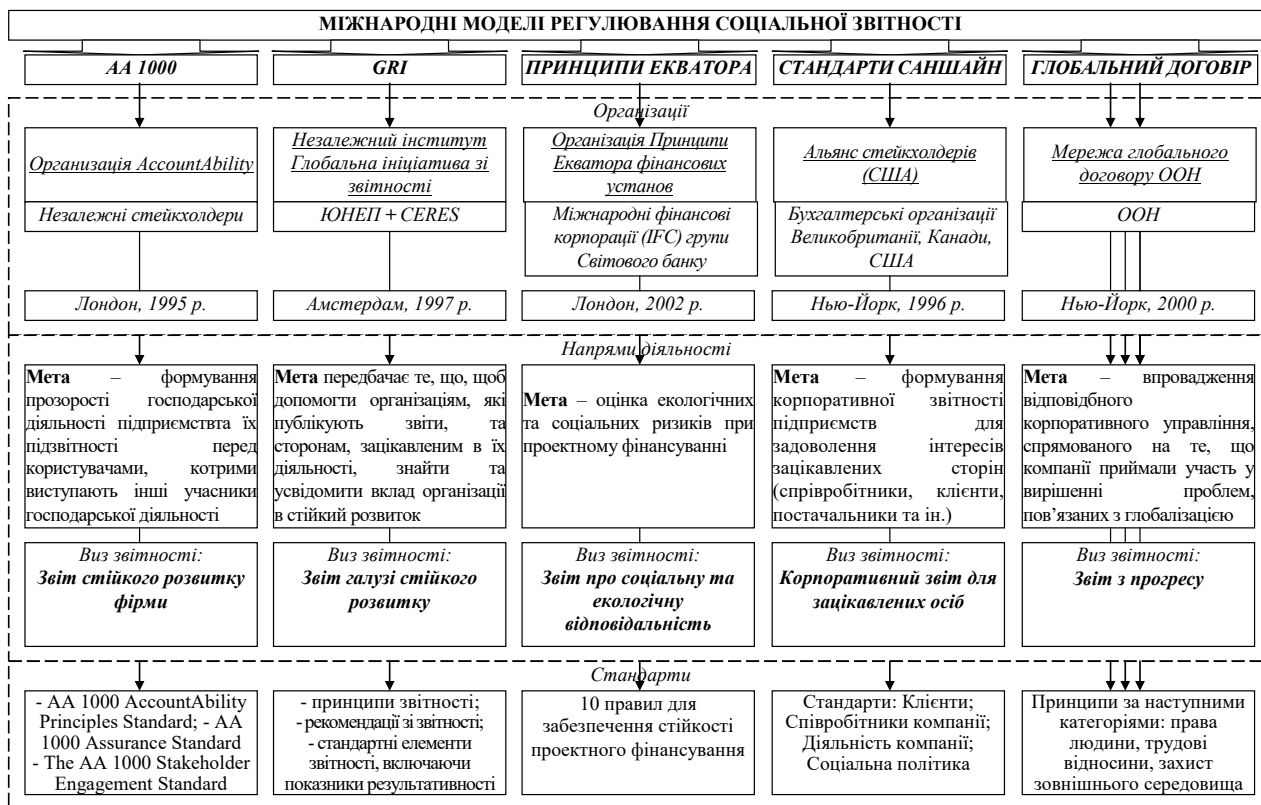 МІЖНАРОДНІ МОДЕЛІ РЕГУЛЮВАННЯ СОЦІАЛЬНОЇ ЗВІТНОСТІ
АА 1000
GRI
ПРИНЦИПИ ЕКВАТОРА
СТАНДАРТИ САНШАЙН
ГЛОБАЛЬНИЙ ДОГОВІР
Організації
Организація AccountAbility
Незалежні стейкхолдери
Лондон, 1995 р.
Незалежний інститут
Глобальна ініціатива зі
звітності
ЮНЕП + CERES
Амстердам, 1997 р.
Організація Принципи
Екватора фінансових
установ
Міжнародні фінансові
корпорації (IFC) групи
Світового банку
Лондон, 2002 р.
Альянс стейкхолдерів
(США)
Бухгалтерські організації
Великобританії, Канади,
США
Нью-Йорк, 1996 р.
Мережа глобального
договору ООН
ООН
Нью-Йорк, 2000 р.
Напрями діяльності
Мета – формування
прозорості господарської
діяльності підприємствта їх
підзвітності перед
користувачами, котрими
виступають інші учасники
господарської діяльності
Виз звітності:
Звіт стійкого розвитку
фірми
Мета передбачає те, що, щоб
допомогти організаціям, які
публікують звіти, та
сторонам, зацікавленим в їх
діяльності, знайти та
усвідомити вклад організації
в стійкий розвиток
Виз звітності:
Звіт галузі стійкого
розвитку
Мета – оцінка екологічних
та соціальних ризиків при
проектному фінансуванні
Виз звітності:
Звіт про соціальну та
екологічну
відповідальність
Мета – формування
корпоративної звітності
підприємств для
задоволення інтересів
зацікавлених сторін
(спрівробітники, клієнти,
постачальники та ін.)
Виз звітності:
Корпоративний звіт для
зацікавлених осіб
Мета – впровадження
відповідбного
корпоративного управління,
спрямованого на те, що
компанії приймали участь у
вирішенні проблем,
пов’язаних з глобалізацією
Виз звітності:
Звіт з прогресу
Стандарти
- AA 1000 AccountAbility
Principles Standard; - AA
1000 Assurance Standard
- The AA 1000 Stakeholder
Engagement Standard
- принципи звітності;
- рекомендації зі звітності;
- стандартні елементи
звітності, включаючи
показники результативності
10 правил для
забезпечення стійкості
проектного фінансування
Стандарти: Клієнти;
Співробітники компанії;
Діяльність компанії;
Соціальна політика
Принципи за наступними
категоріями: права
людини, трудові
відносини, захист
зовнішнього середовища